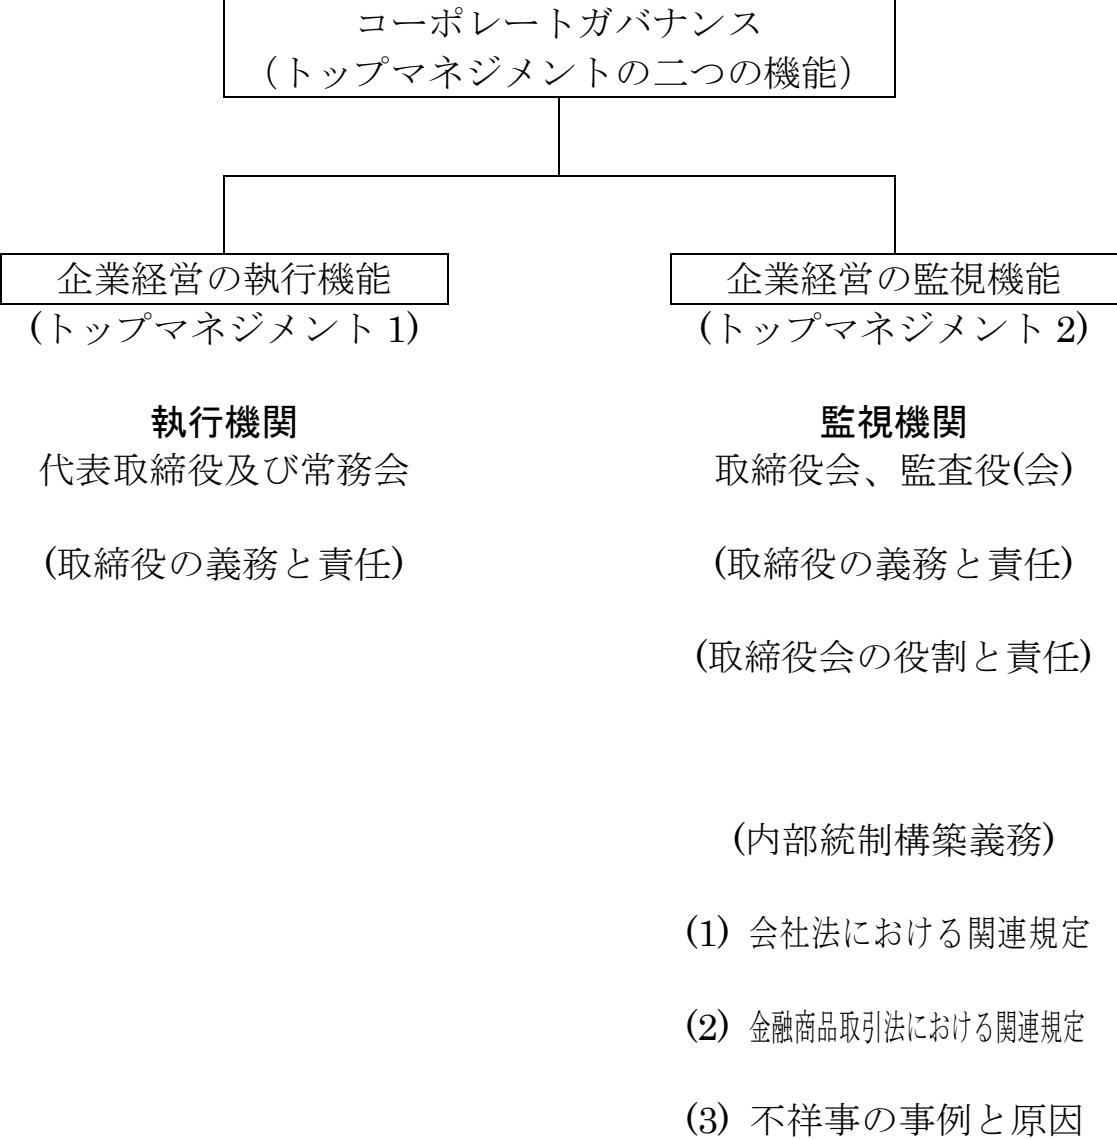 コーポレートガバナンス
（トップマネジメントの二つの機能）
企業経営の執行機能
(トップマネジメント 1)
執行機関
代表取締役及び常務会
(取締役の義務と責任)
企業経営の監視機能
(トップマネジメント 2)
監視機関
取締役会、監査役(会)
(取締役の義務と責任)
(取締役会の役割と責任)
(内部統制構築義務)
(1) 会社法における関連規定
(2) 金融商品取引法における関連規定
(3) 不祥事の事例と原因